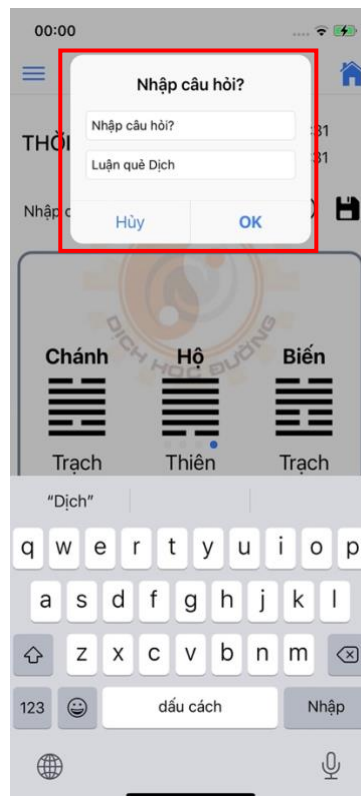 00:00
Nhập câu hỏi?
Nhập câu hỏi?
Luận quẻ Dịch
Hủy OK
31
31
Nhập
DỊCH HỌC ĐƯỜNG
Chánh Hộ Biến
Trạch Thiên Trạch
“Dịch”
q w e r t y u i o p
a s d f g h j k l
z x c v b n m
123 dấu cách Nhập